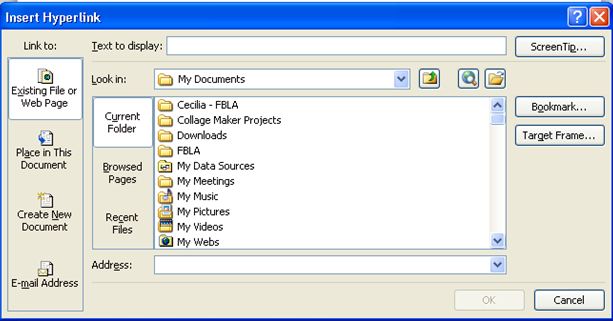 Insert Hyperlink
Link to:
Text to display:
ScreenTip...
Existing File or
Web Page
Look in:
My Documents
Current
Folder
Cecilia - FBLA
Collage Maker Projects
Downloads
FBLA
My Data Sources
My Meetings
My Music
My Pictures
My Videos
My Webs
Bookmark...
Target Frame...
Place in This
Document
Browsed
Pages
Create New
Document
Recent
Files
E-mail Address
Address:
OK
Cancel